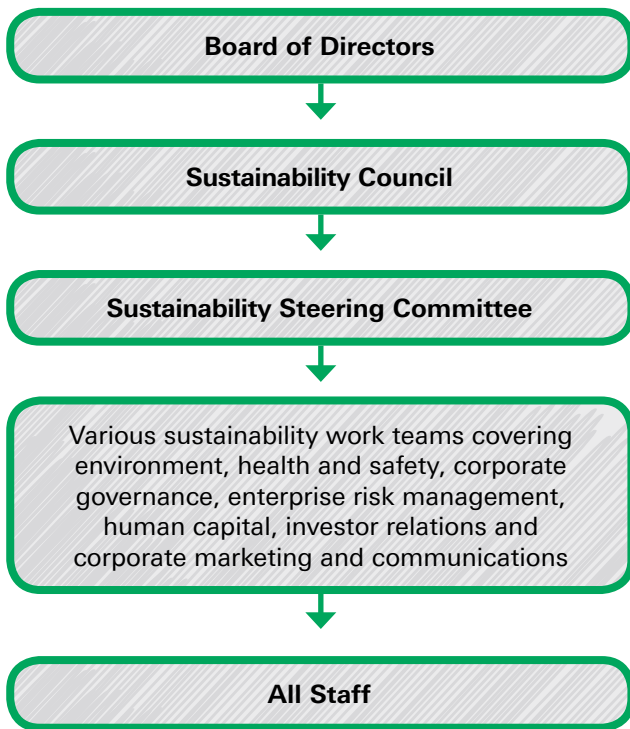 Board of Directors
Sustainability Council
Sustainability Steering Committee
Various sustainability work teams covering
environment, health and safety, corporate
governance, enterprise risk management,
human capital, investor relations and
corporate marketing and communications
All Staff